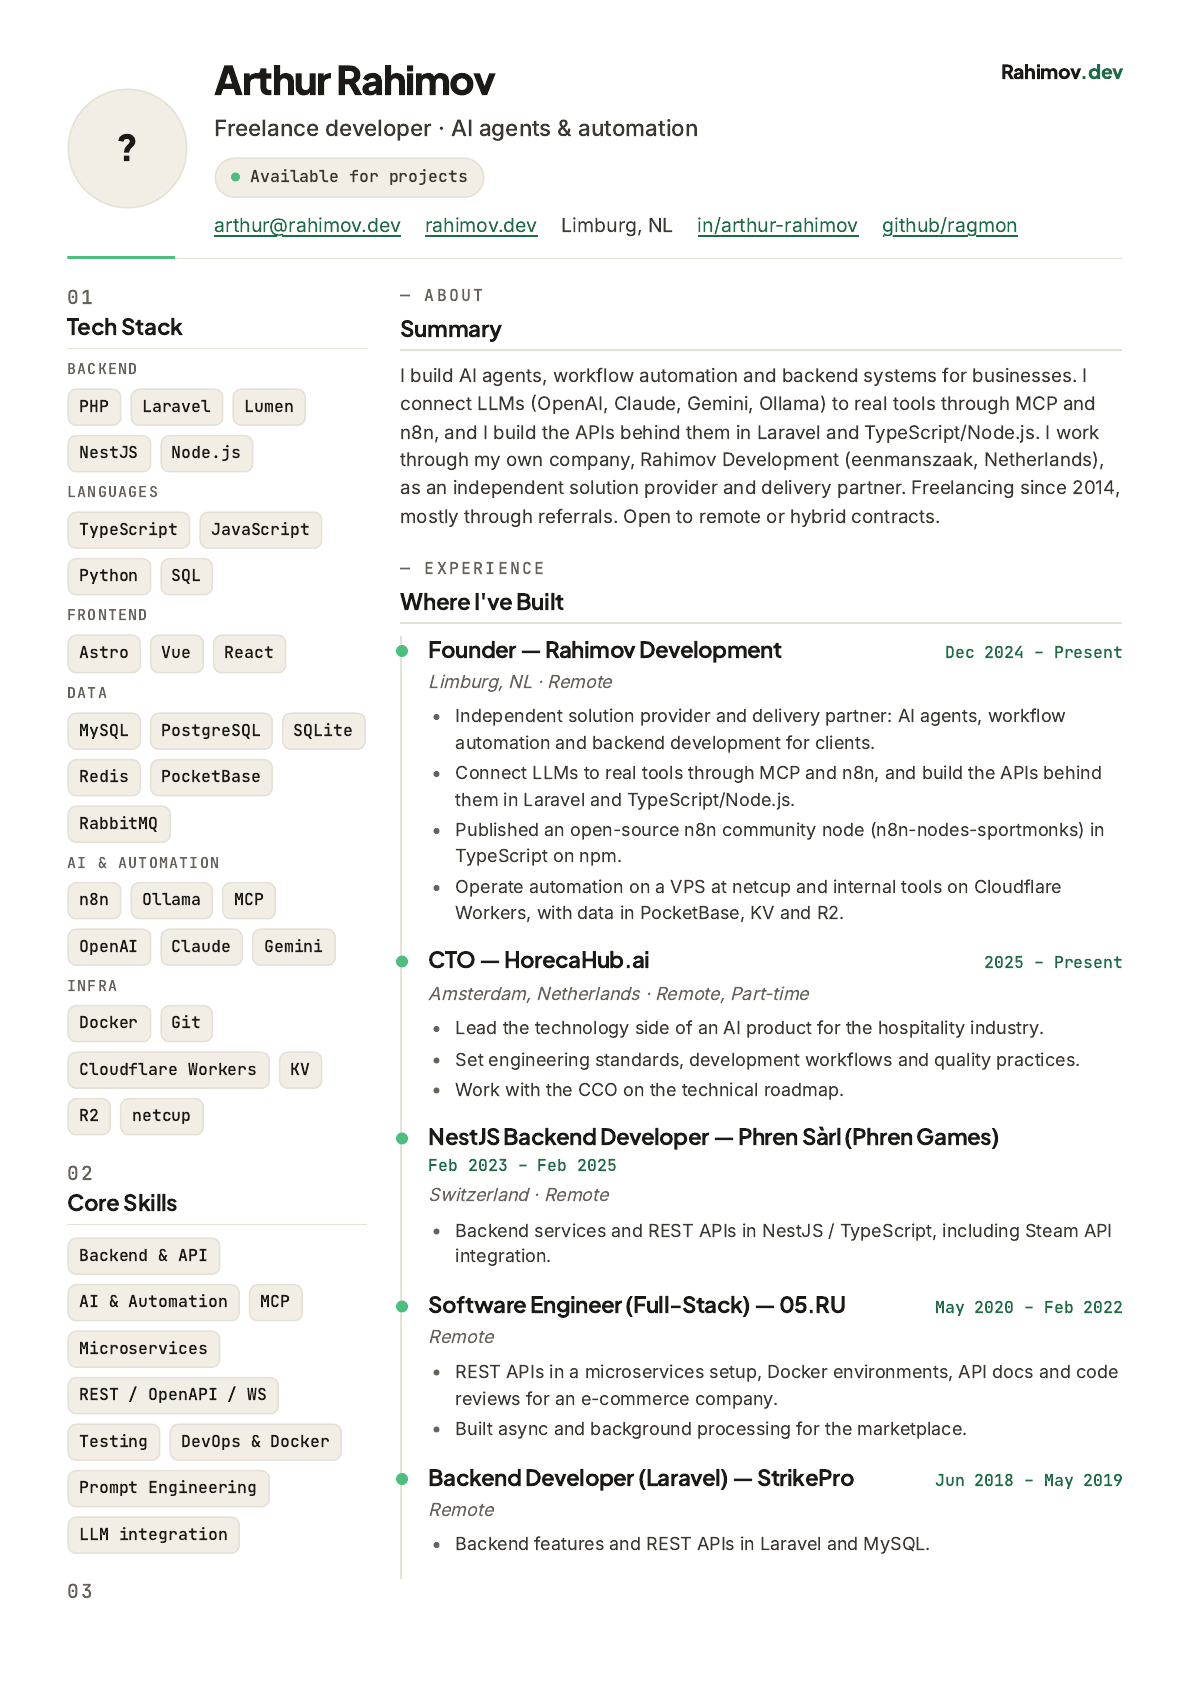 Arthur Rahimov
Rahimov.dev
?
Freelance developer · AI agents & automation
Available for projects
arthur@rahimov.dev rahimov.dev Limburg, NL in/arthur-rahimov github/ragmon
01
Tech Stack
BACKEND
PHP Laravel Lumen
NestJS Node.js
LANGUAGES
TypeScript JavaScript
Python SQL
FRONTEND
Astro Vue React
DATA
MySQL PostgreSQL SQLite
Redis PocketBase
RabbitMQ
AI & AUTOMATION
n8n Ollama MCP
OpenAI Claude Gemini
INFRA
Docker Git
Cloudflare Workers KV
R2 netcup
02
Core Skills
Backend & API
AI & Automation MCP
Microservices
REST / OpenAPI / WS
Testing DevOps & Docker
Prompt Engineering
LLM integration
03
— ABOUT
Summary
I build AI agents, workflow automation and backend systems for businesses. I
connect LLMs (OpenAI, Claude, Gemini, Ollama) to real tools through MCP and
n8n, and I build the APIs behind them in Laravel and TypeScript/Node.js. I work
through my own company, Rahimov Development (eenmanszaak, Netherlands),
as an independent solution provider and delivery partner. Freelancing since 2014,
mostly through referrals. Open to remote or hybrid contracts.
— EXPERIENCE
Where I've Built
Founder — Rahimov Development Dec 2024 – Present
Limburg, NL · Remote
• Independent solution provider and delivery partner: AI agents, workflow
automation and backend development for clients.
• Connect LLMs to real tools through MCP and n8n, and build the APIs behind
them in Laravel and TypeScript/Node.js.
• Published an open-source n8n community node (n8n-nodes-sportmonks) in
TypeScript on npm.
• Operate automation on a VPS at netcup and internal tools on Cloudflare
Workers, with data in PocketBase, KV and R2.
CTO — HorecaHub.ai 2025 – Present
Amsterdam, Netherlands · Remote, Part-time
• Lead the technology side of an AI product for the hospitality industry.
• Set engineering standards, development workflows and quality practices.
• Work with the CCO on the technical roadmap.
NestJS Backend Developer — Phren Sàrl (Phren Games)
Feb 2023 – Feb 2025
Switzerland · Remote
• Backend services and REST APIs in NestJS / TypeScript, including Steam API
integration.
Software Engineer (Full-Stack) — 05.RU May 2020 – Feb 2022
Remote
• REST APIs in a microservices setup, Docker environments, API docs and code
reviews for an e-commerce company.
• Built async and background processing for the marketplace.
Backend Developer (Laravel) — StrikePro Jun 2018 – May 2019
Remote
• Backend features and REST APIs in Laravel and MySQL.